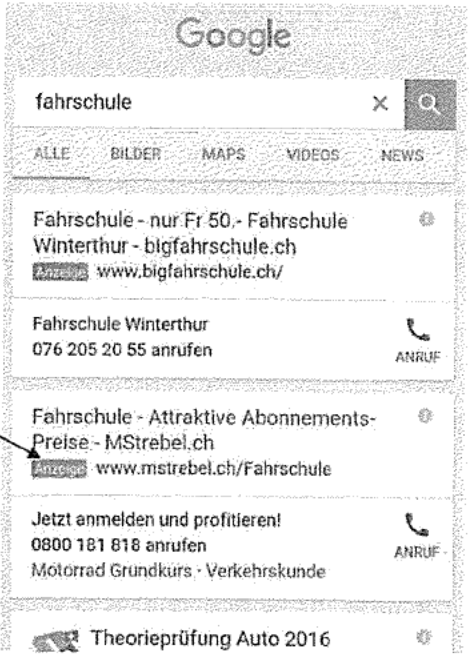 Google
fahrschule
ALLE BILDER MAPS VIDEOS NEWS
Fahrschule - nur Fr 50.- Fahrschule
Winterthur - bigfahrschule.ch
Anzeige www.bigfahrschule.ch/
Fahrschule Winterthur
076 205 20 55 anrufen
ANRUF
Fahrschule - Attraktive Abonnements-
Preise - MStrebel.ch
Anzeige www.mstrebel.ch/Fahrschule
Jetzt anmelden und profitieren!
0800 181 818 anrufen
ANRUF
Motorrad Grundkurs - Verkehrskunde
Theorieprüfung Auto 2016